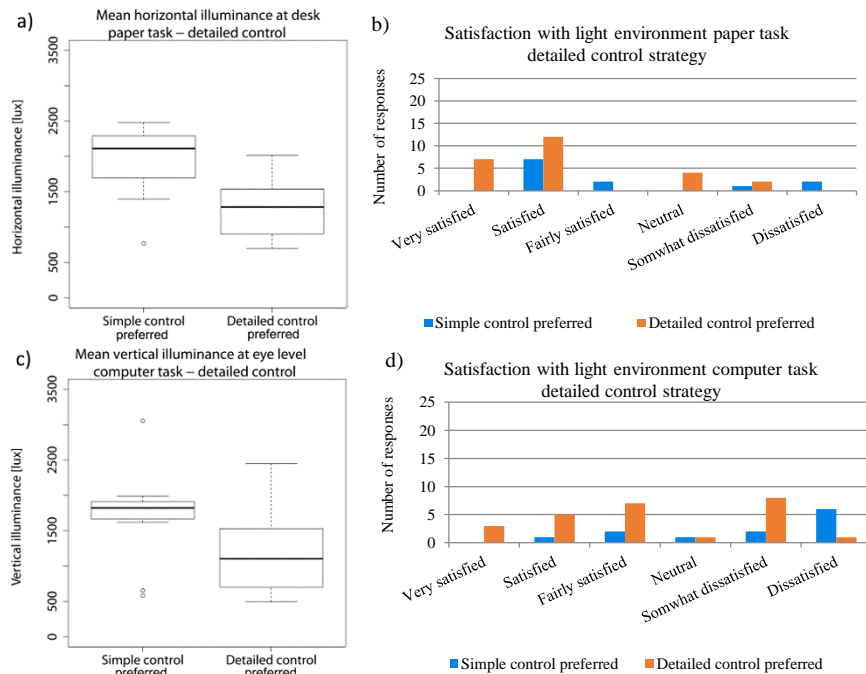 a)
Mean horizontal illuminance at desk
paper task – detailed control
Horizontal illuminance [lux]
3500
2500
1500
500
0
Simple control
preferred
Detailed control
preferred
b)
Satisfaction with light environment paper task
detailed control strategy
Number of responses
25
20
15
10
5
0
Very satisfied
Satisfied
Fairly satisfied
Neutral
Somwhat dissatisfied
Dissatisfied
Simple control preferred
Detailed control preferred
c)
Mean vertical illuminance at eye level
computer task – detailed control
Vertical illuminance [lux]
3500
2500
1500
500
0
Simple control
preferred
Detailed control
preferred
d)
Satisfaction with light environment computer task
detailed control strategy
Number of responses
25
20
15
10
5
0
Very satisfied
Satisfied
Fairly satisfied
Neutral
Somwhat dissatisfied
Dissatisfied
Simple control preferred
Detailed control preferred